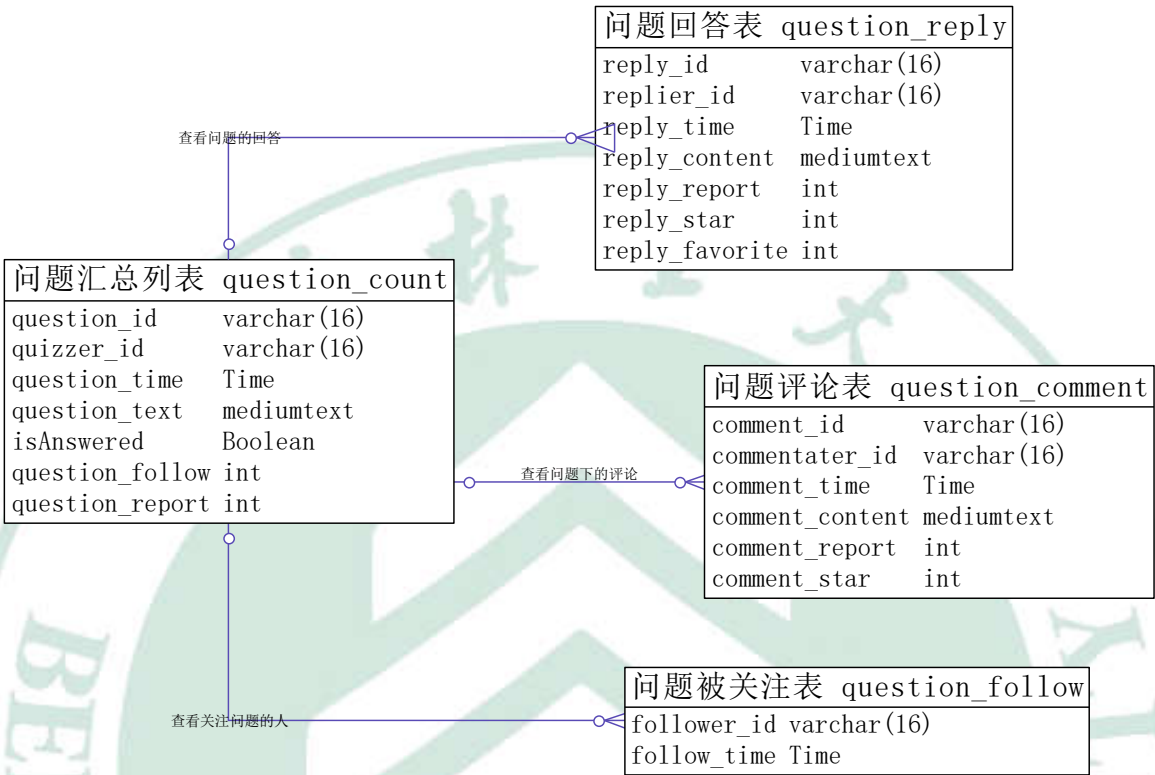 问题回答表 question_reply
reply_id varchar(16)
replier_id varchar(16)
reply_time Time
reply_content mediumtext
reply_report int
reply_star int
reply_favorite int
查看问题的回答
问题汇总列表 question_count
question_id varchar(16)
quizzer_id varchar(16)
question_time Time
question_text mediumtext
isAnswered Boolean
question_follow int
question_report int
查看问题下的评论
问题评论表 question_comment
comment_id varchar(16)
commentater_id varchar(16)
comment_time Time
comment_content mediumtext
comment_report int
comment_star int
查看关注问题的人
问题被关注表 question_follow
follower_id varchar(16)
follow_time Time
林
大
BE